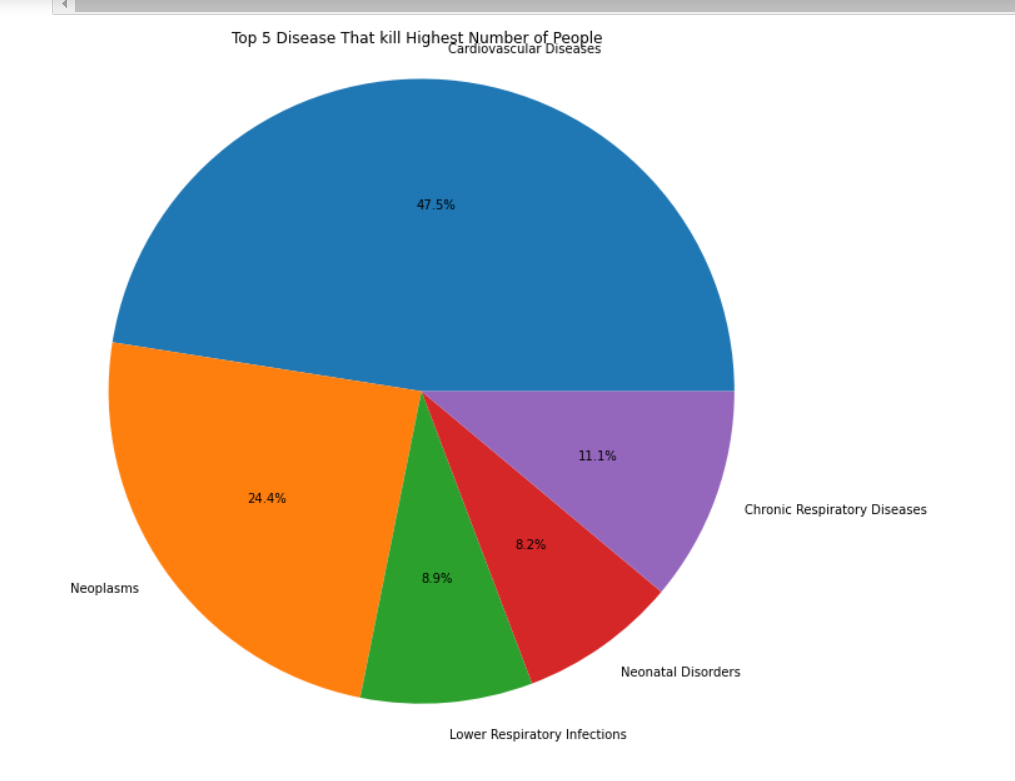 Top 5 Disease That kill Highest Number of People
Cardiovascular Diseases
47.5%
11.1%
24.4%
Chronic Respiratory Diseases
8.2%
8.9%
Neoplasms
Neonatal Disorders
Lower Respiratory Infections